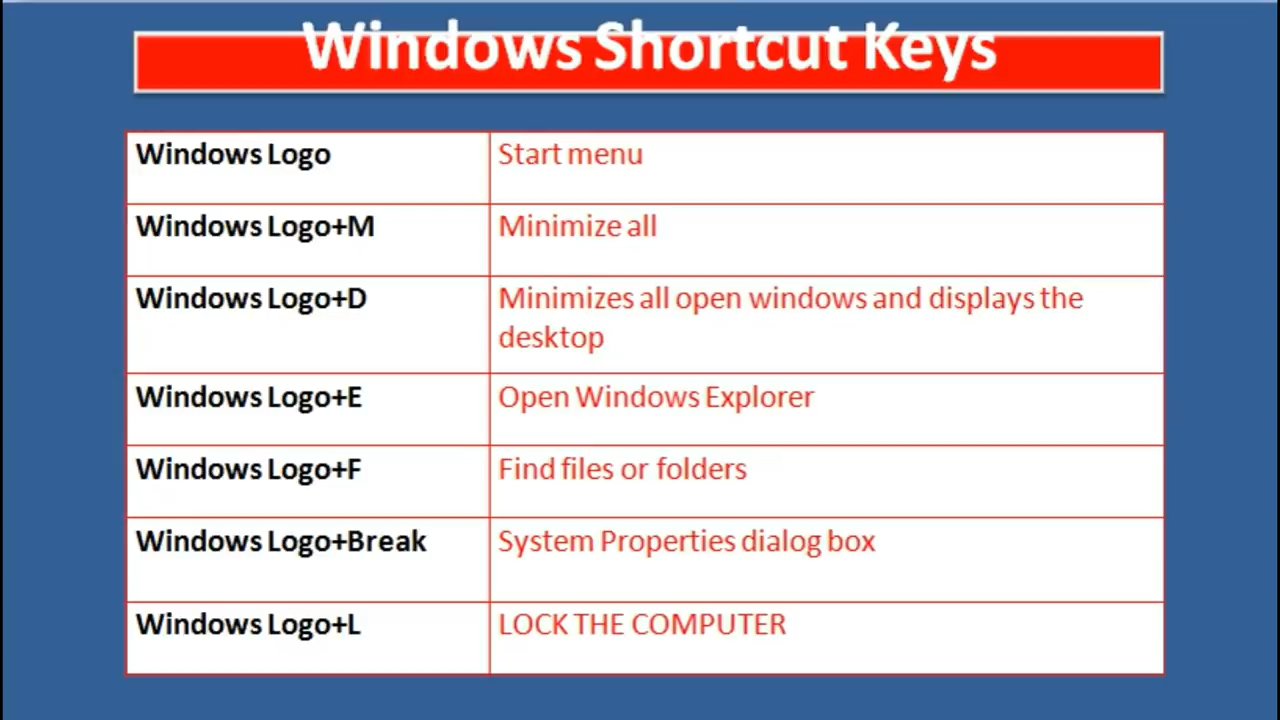 Windows Shortcut Keys
Windows Logo Start menu
Windows Logo+M Minimize all
Windows Logo+D Minimizes all open windows and displays the
desktop
Windows Logo+E Open Windows Explorer
Windows Logo+F Find files or folders
Windows Logo+Break System Properties dialog box
Windows Logo+L LOCK THE COMPUTER